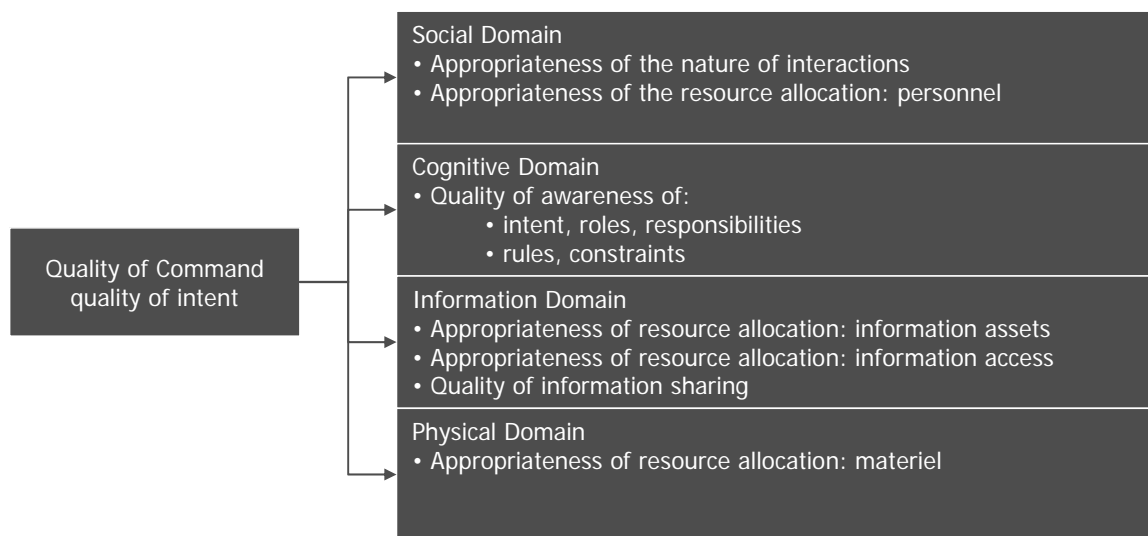 Social Domain
• Appropriateness of the nature of interactions
• Appropriateness of the resource allocation: personnel
Cognitive Domain
• Quality of awareness of:
• intent, roles, responsibilities
• rules, constraints
Quality of Command
quality of intent
Information Domain
• Appropriateness of resource allocation: information assets
• Appropriateness of resource allocation: information access
• Quality of information sharing
Physical Domain
• Appropriateness of resource allocation: materiel